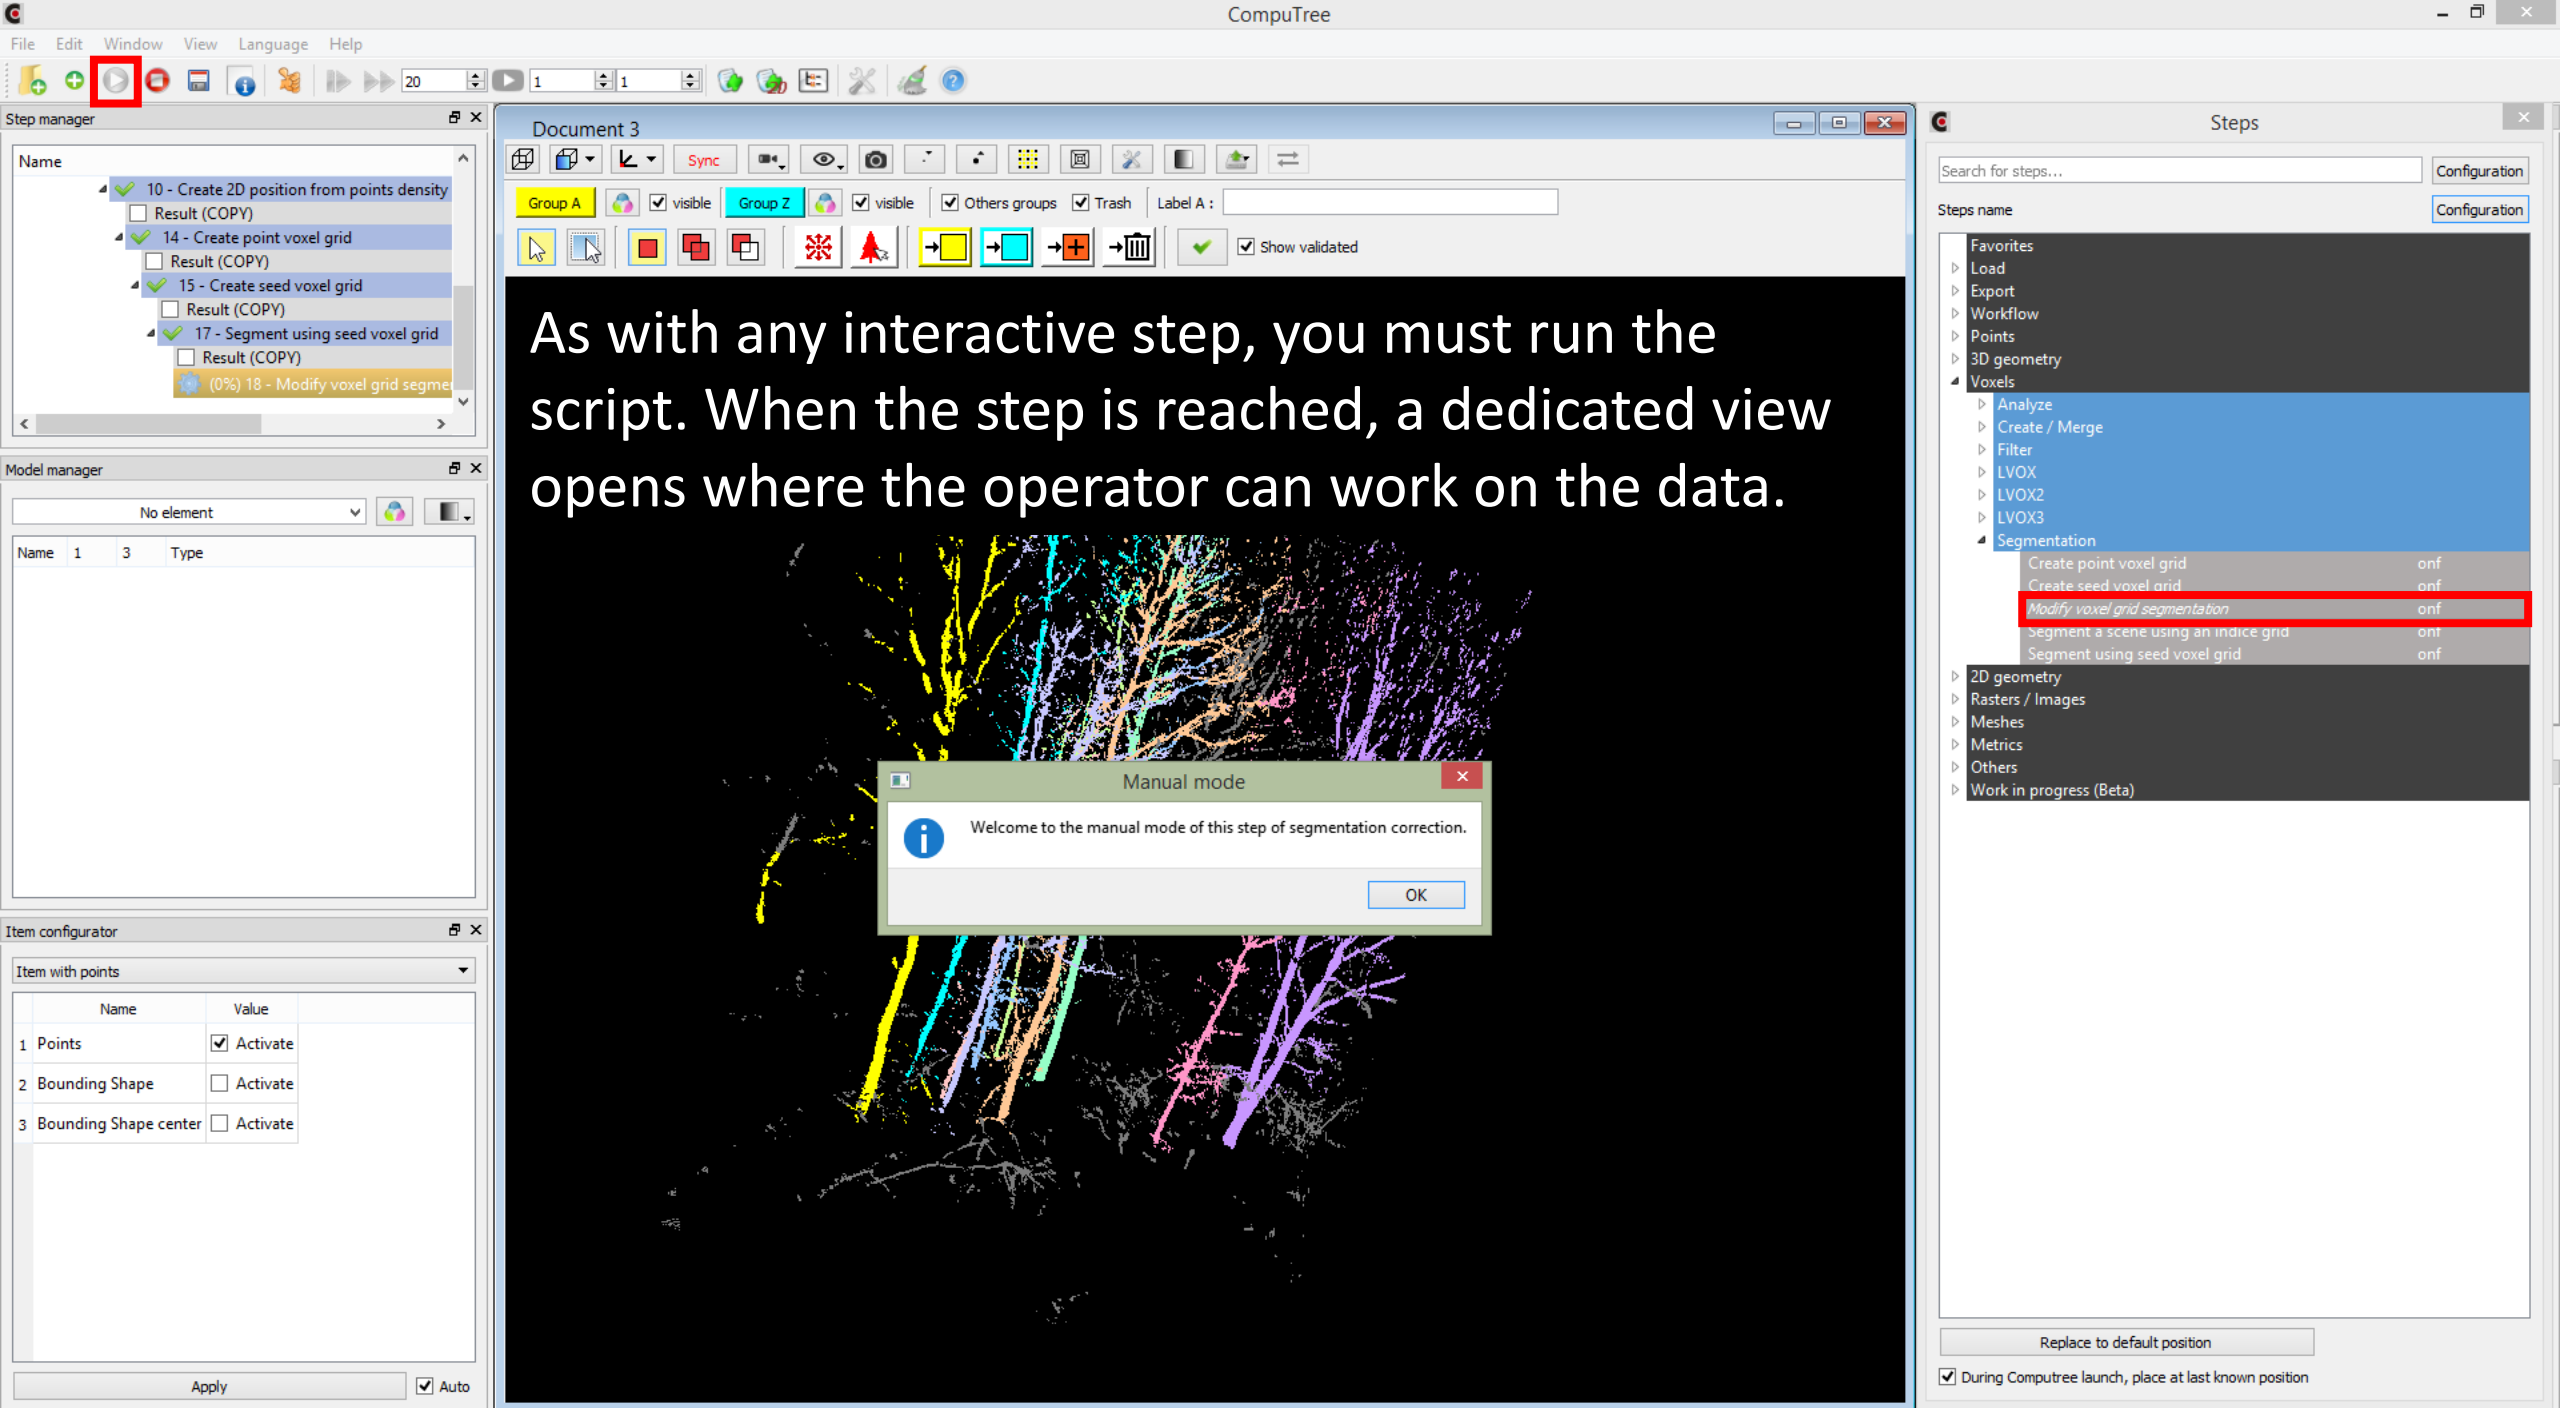 CompuTree
File Edit Window View Language Help
20 1 1
Step manager
Name
10 - Create 2D position from points density
Result (COPY)
14 - Create point voxel grid
Result (COPY)
15 - Create seed voxel grid
Result (COPY)
17 - Segment using seed voxel grid
Result (COPY)
(0%) 18 - Modify voxel grid segme
Model manager
No element
Name 1 3 Type
Item configurator
Item with points
Name Value
1 Points Activate
2 Bounding Shape Activate
3 Bounding Shape center Activate
Apply Auto
Document 3
Sync
Group A visible Group Z visible Others groups Trash Label A :
Show validated
As with any interactive step, you must run the
script. When the step is reached, a dedicated view
opens where the operator can work on the data.
Manual mode
Welcome to the manual mode of this step of segmentation correction.
OK
Steps
Search for steps... Configuration
Steps name Configuration
Favorites
Load
Export
Workflow
Points
3D geometry
Voxels
Analyze
Create / Merge
Filter
LVOX
LVOX2
LVOX3
Segmentation
Create point voxel grid onf
Create seed voxel grid
Modify voxel grid segmentation onf
Segment a scene using an indice grid onf
Segment using seed voxel grid onf
2D geometry
Rasters / Images
Meshes
Metrics
Others
Work in progress (Beta)
Replace to default position
During Computree launch, place at last known position